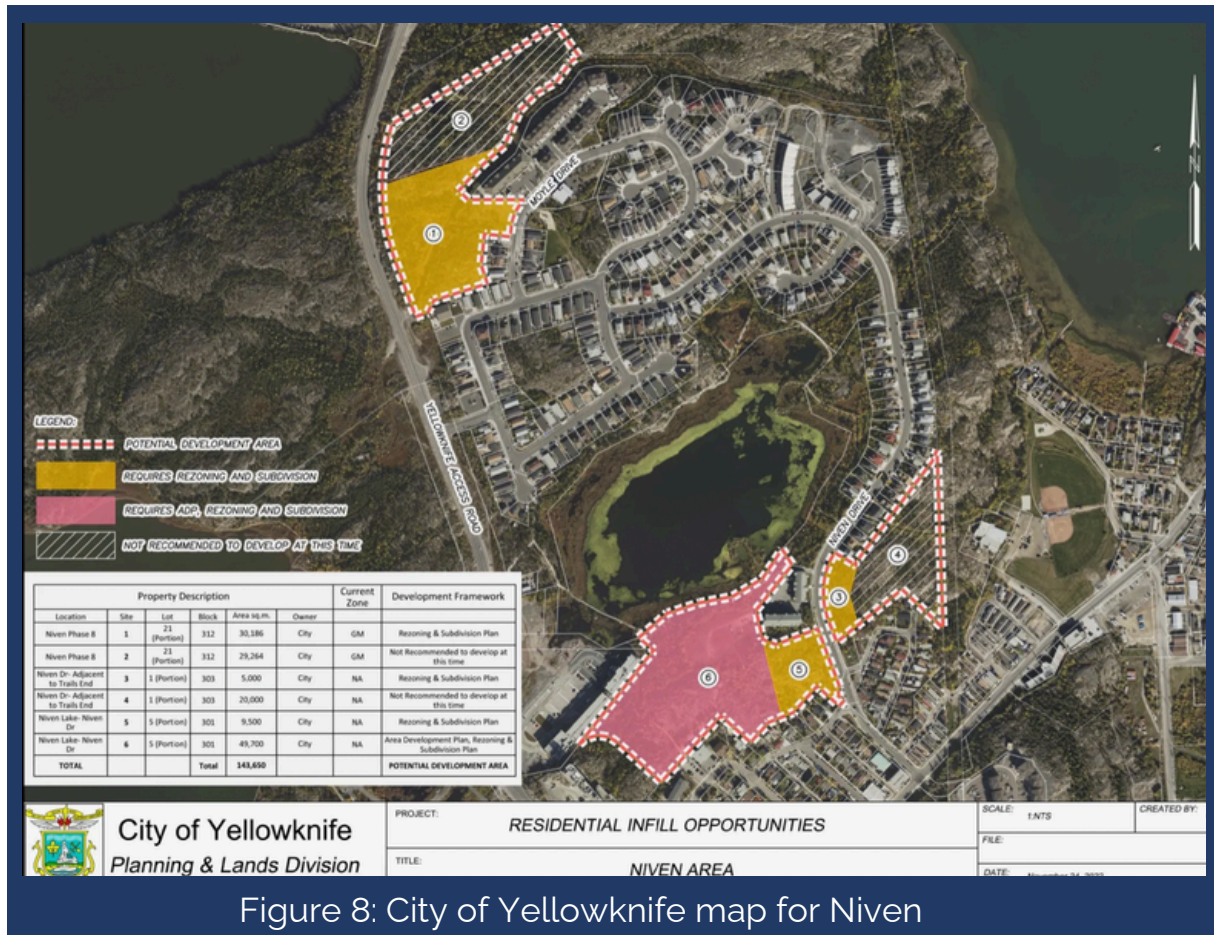 ②
MOYLE DRIVE
①
N
YELLOWKNIFE ACCESS ROAD
NIVEN DRIVE
④
③
⑤
⑥
LEGEND:
POTENTIAL DEVELOPMENT AREA
REQUIRES REZONING AND SUBDIVISION
REQUIRES ADP, REZONING AND SUBDIVISION
NOT RECOMMENDED TO DEVELOP AT THIS TIME
Property Description Current Zone Development Framework
Location Site Lot Block Area sq.m. Owner
Niven Phase 8 1 21 (Portion) 312 30,186 City GM Rezoning & Subdivision Plan
Niven Phase 8 2 21 (Portion) 312 29,264 City GM Not Recommended to develop at this time
Niven Dr- Adjacent to Trails End 3 1 (Portion) 303 5,000 City NA Rezoning & Subdivision Plan
Niven Dr- Adjacent to Trails End 4 1 (Portion) 303 20,000 City NA Not Recommended to develop at this time
Niven Lake- Niven Dr 5 5 (Portion) 301 9,500 City NA Rezoning & Subdivision Plan
Niven Lake- Niven Dr 6 5 (Portion) 301 49,700 City NA Area Development Plan, Rezoning & Subdivision Plan
TOTAL Total 143,650 POTENTIAL DEVELOPMENT AREA
City of Yellowknife
Planning & Lands Division
PROJECT: RESIDENTIAL INFILL OPPORTUNITIES
TITLE: NIVEN AREA
SCALE: 1:NTS
CREATED BY:
FILE:
DATE:
Figure 8: City of Yellowknife map for Niven